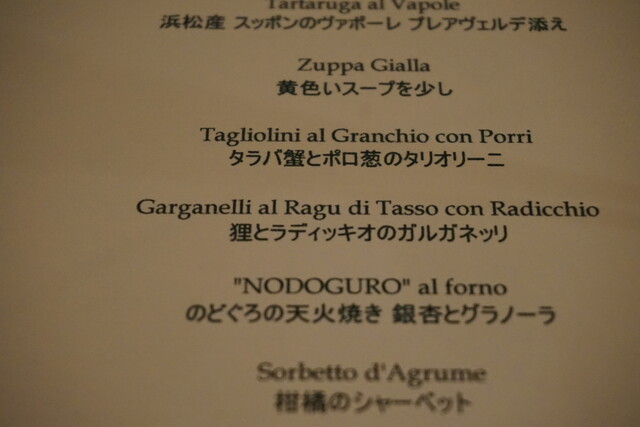 Tartaruga al Vapole
浜松産 スッポンのヴァポーレ プレアヴェルデ添え
Zuppa Gialla
黄色いスープを少し
Tagliolini al Granchio con Porri
タラバ蟹とポロ葱のタリオリーニ
Garganelli al Ragu di Tasso con Radicchio
狸とラディッキオのガルガネッリ
"NODOGURO" al forno
のどぐろの天火焼き 銀杏とグラノーラ
Sorbetto d'Agrume
柑橘のシャーベット